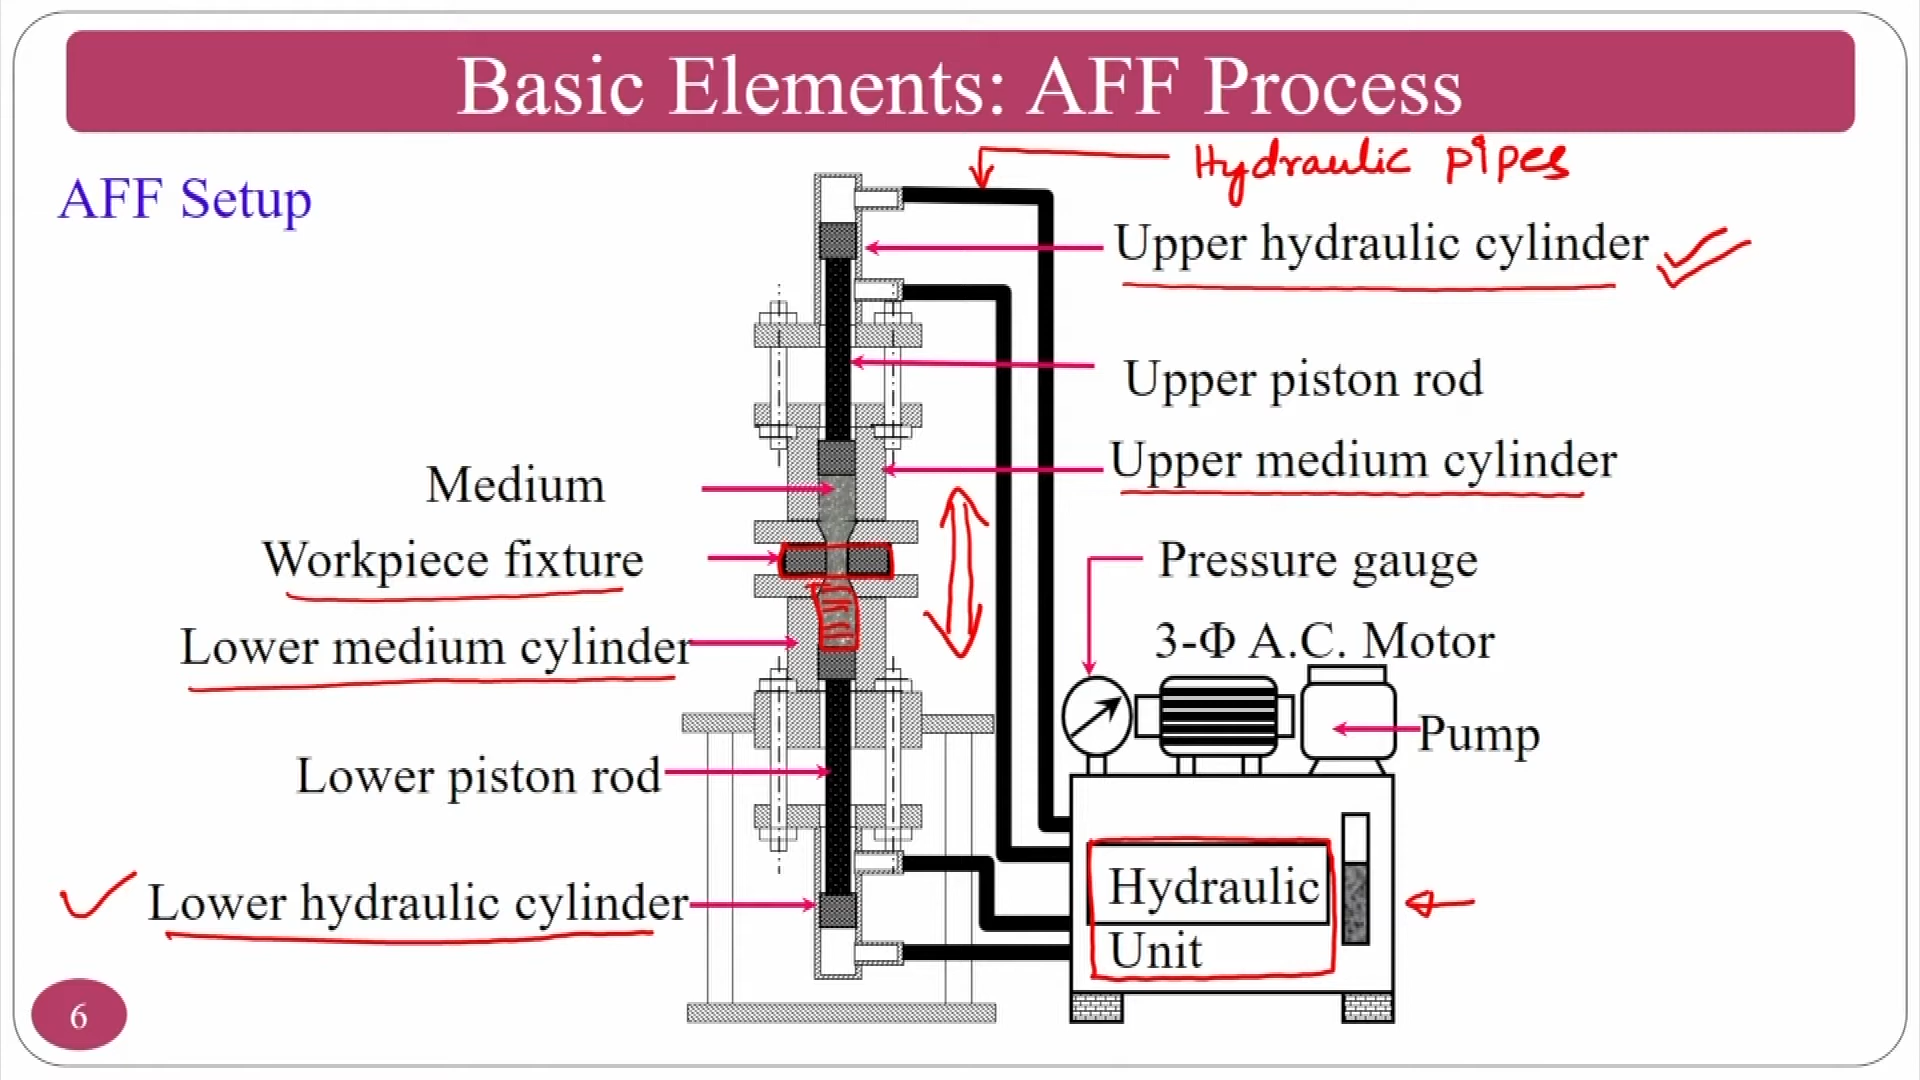 Basic Elements: AFF Process
Hydraulic pipes
AFF Setup
Upper hydraulic cylinder
Upper piston rod
Upper medium cylinder
Medium
Workpiece fixture
Pressure gauge
Lower medium cylinder
3-Φ A.C. Motor
Pump
Lower piston rod
Hydraulic
Unit
Lower hydraulic cylinder
6